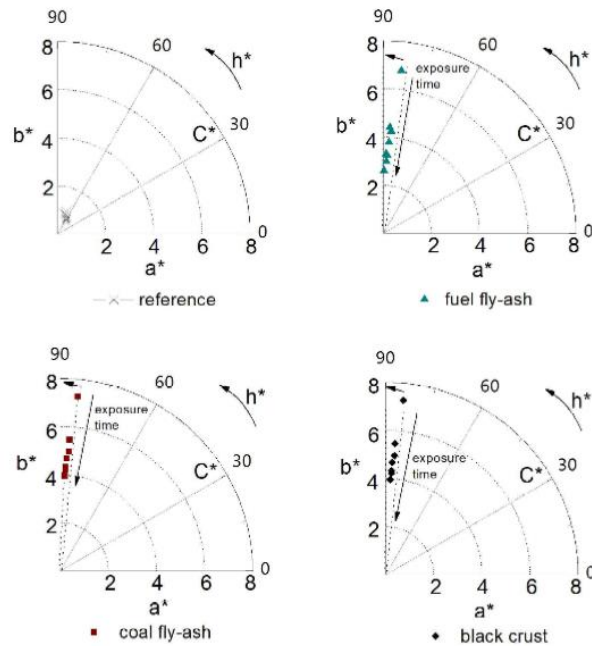 90
8
60
h*
6
b*
4
C*
30
2
0
2 4 6 8
a*
reference
90
8
60
h*
exposure
time
6
b*
4
C*
30
2
0
2 4 6 8
a*
fuel fly-ash
90
8
60
h*
exposure
time
6
b*
4
C*
30
2
0
2 4 6 8
a*
coal fly-ash
90
8
60
h*
6
b*
exposure
time
4
C*
30
2
0
2 4 6 8
a*
black crust